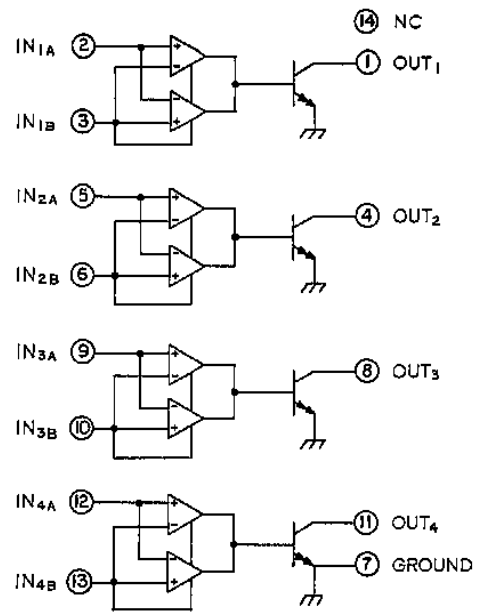 14 NC
IN1A 2 + − 1 OUT1
IN1B 3 − +
IN2A 5 + − 4 OUT2
IN2B 6 − +
IN3A 9 + − 8 OUT3
IN3B 10 − +
IN4A 12 + − 11 OUT4
7 GROUND
IN4B 13 − +